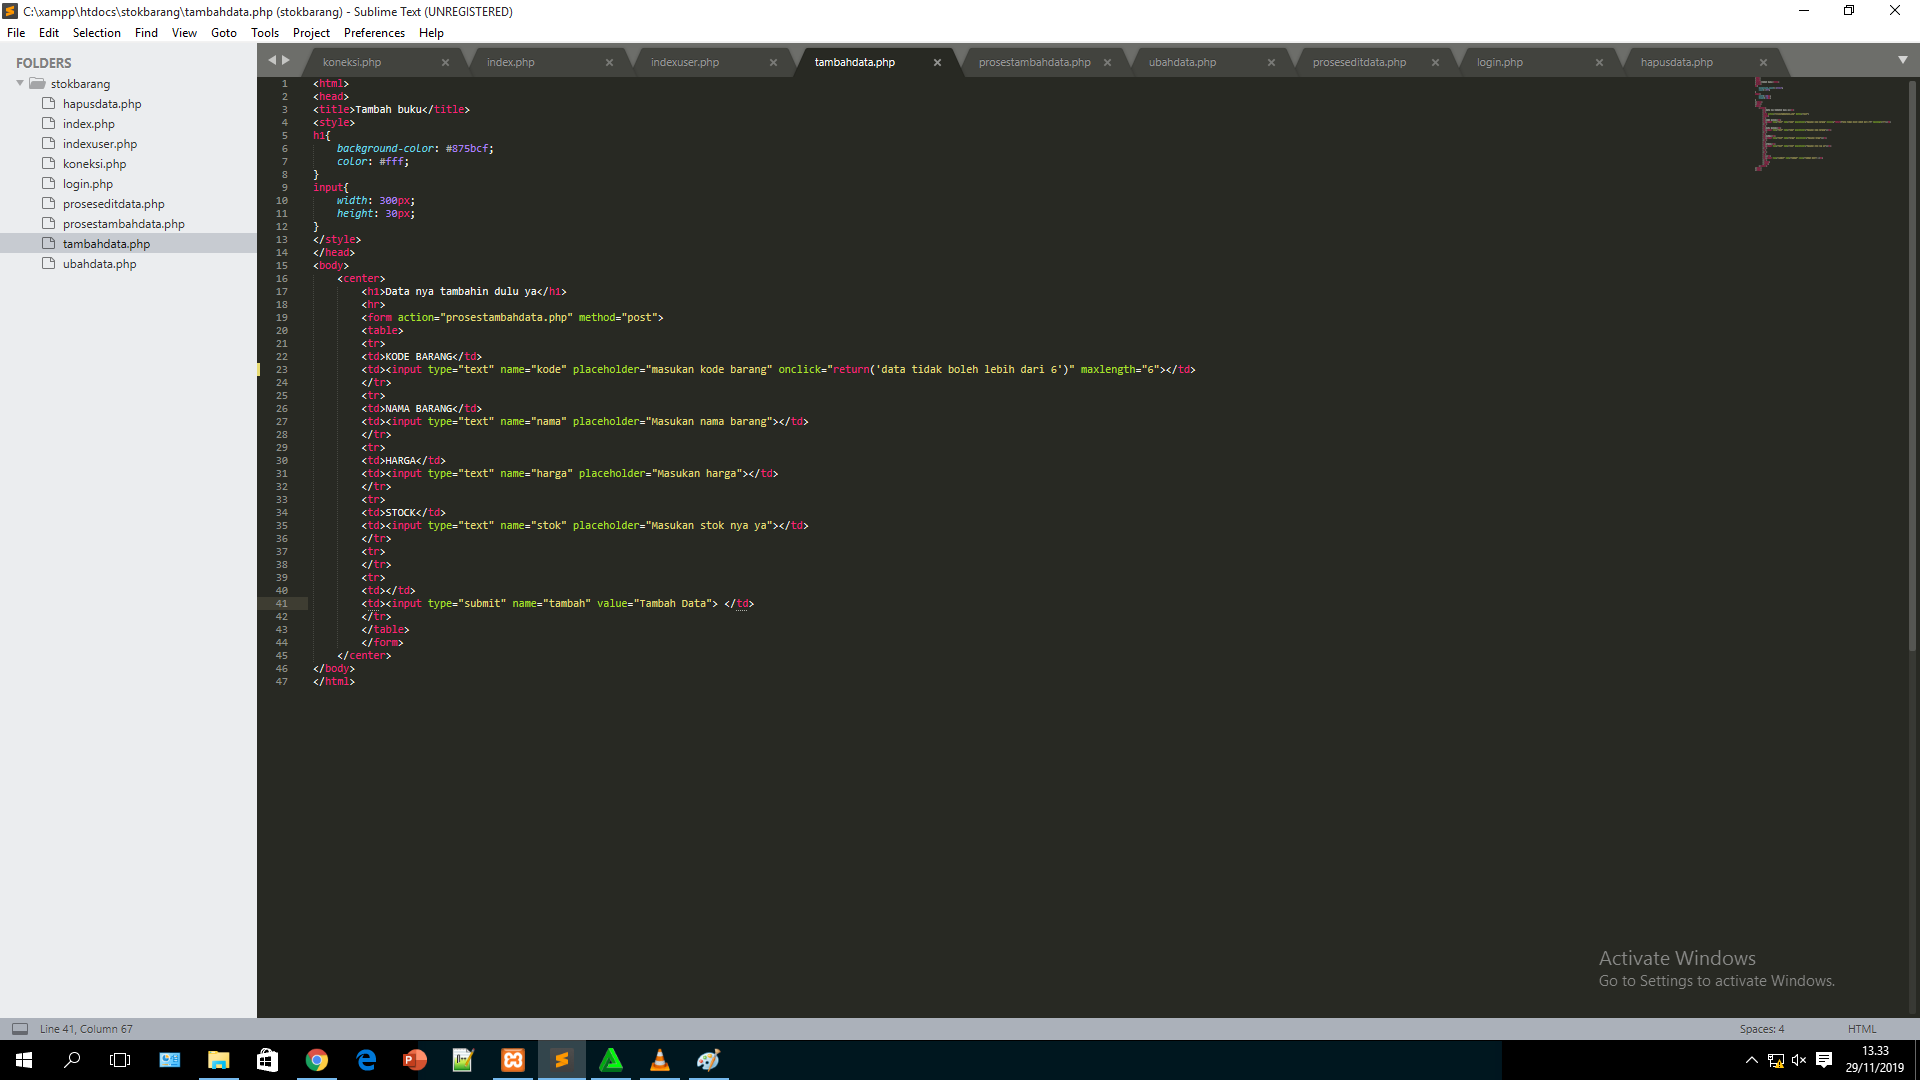 C:\xampp\htdocs\stokbarang\tambahdata.php (stokbarang) - Sublime Text (UNREGISTERED)
File Edit Selection Find View Goto Tools Project Preferences Help
FOLDERS
stokbarang
hapusdata.php
index.php
indexuser.php
koneksi.php
login.php
proseseditdata.php
prosestambahdata.php
tambahdata.php
ubahdata.php
koneksi.php index.php indexuser.php tambahdata.php prosestambahdata.php ubahdata.php proseseditdata.php login.php hapusdata.php
1 <html>
2 <head>
3 <title>Tambah buku</title>
4 <style>
5 h1{
6 background-color: #875bcf;
7 color: #fff;
8 }
9 input{
10 width: 300px;
11 height: 30px;
12 }
13 </style>
14 </head>
15 <body>
16 <center>
17 <h1>Data nya tambahin dulu ya</h1>
18 <hr>
19 <form action="prosestambahdata.php" method="post">
20 <table>
21 <tr>
22 <td>KODE BARANG</td>
23 <td><input type="text" name="kode" placeholder="masukan kode barang" onclick="return('data tidak boleh lebih dari 6')" maxlength="6"></td>
24 </tr>
25 <tr>
26 <td>NAMA BARANG</td>
27 <td><input type="text" name="nama" placeholder="Masukan nama barang"></td>
28 </tr>
29 <tr>
30 <td>HARGA</td>
31 <td><input type="text" name="harga" placeholder="Masukan harga"></td>
32 </tr>
33 <tr>
34 <td>STOCK</td>
35 <td><input type="text" name="stok" placeholder="Masukan stok nya ya"></td>
36 </tr>
37 <tr>
38 </tr>
39 <tr>
40 <td></td>
41 <td><input type="submit" name="tambah" value="Tambah Data"> </td>
42 </tr>
43 </table>
44 </form>
45 </center>
46 </body>
47 </html>
Activate Windows
Go to Settings to activate Windows.
Line 41, Column 67
Spaces: 4
HTML
13.33
29/11/2019